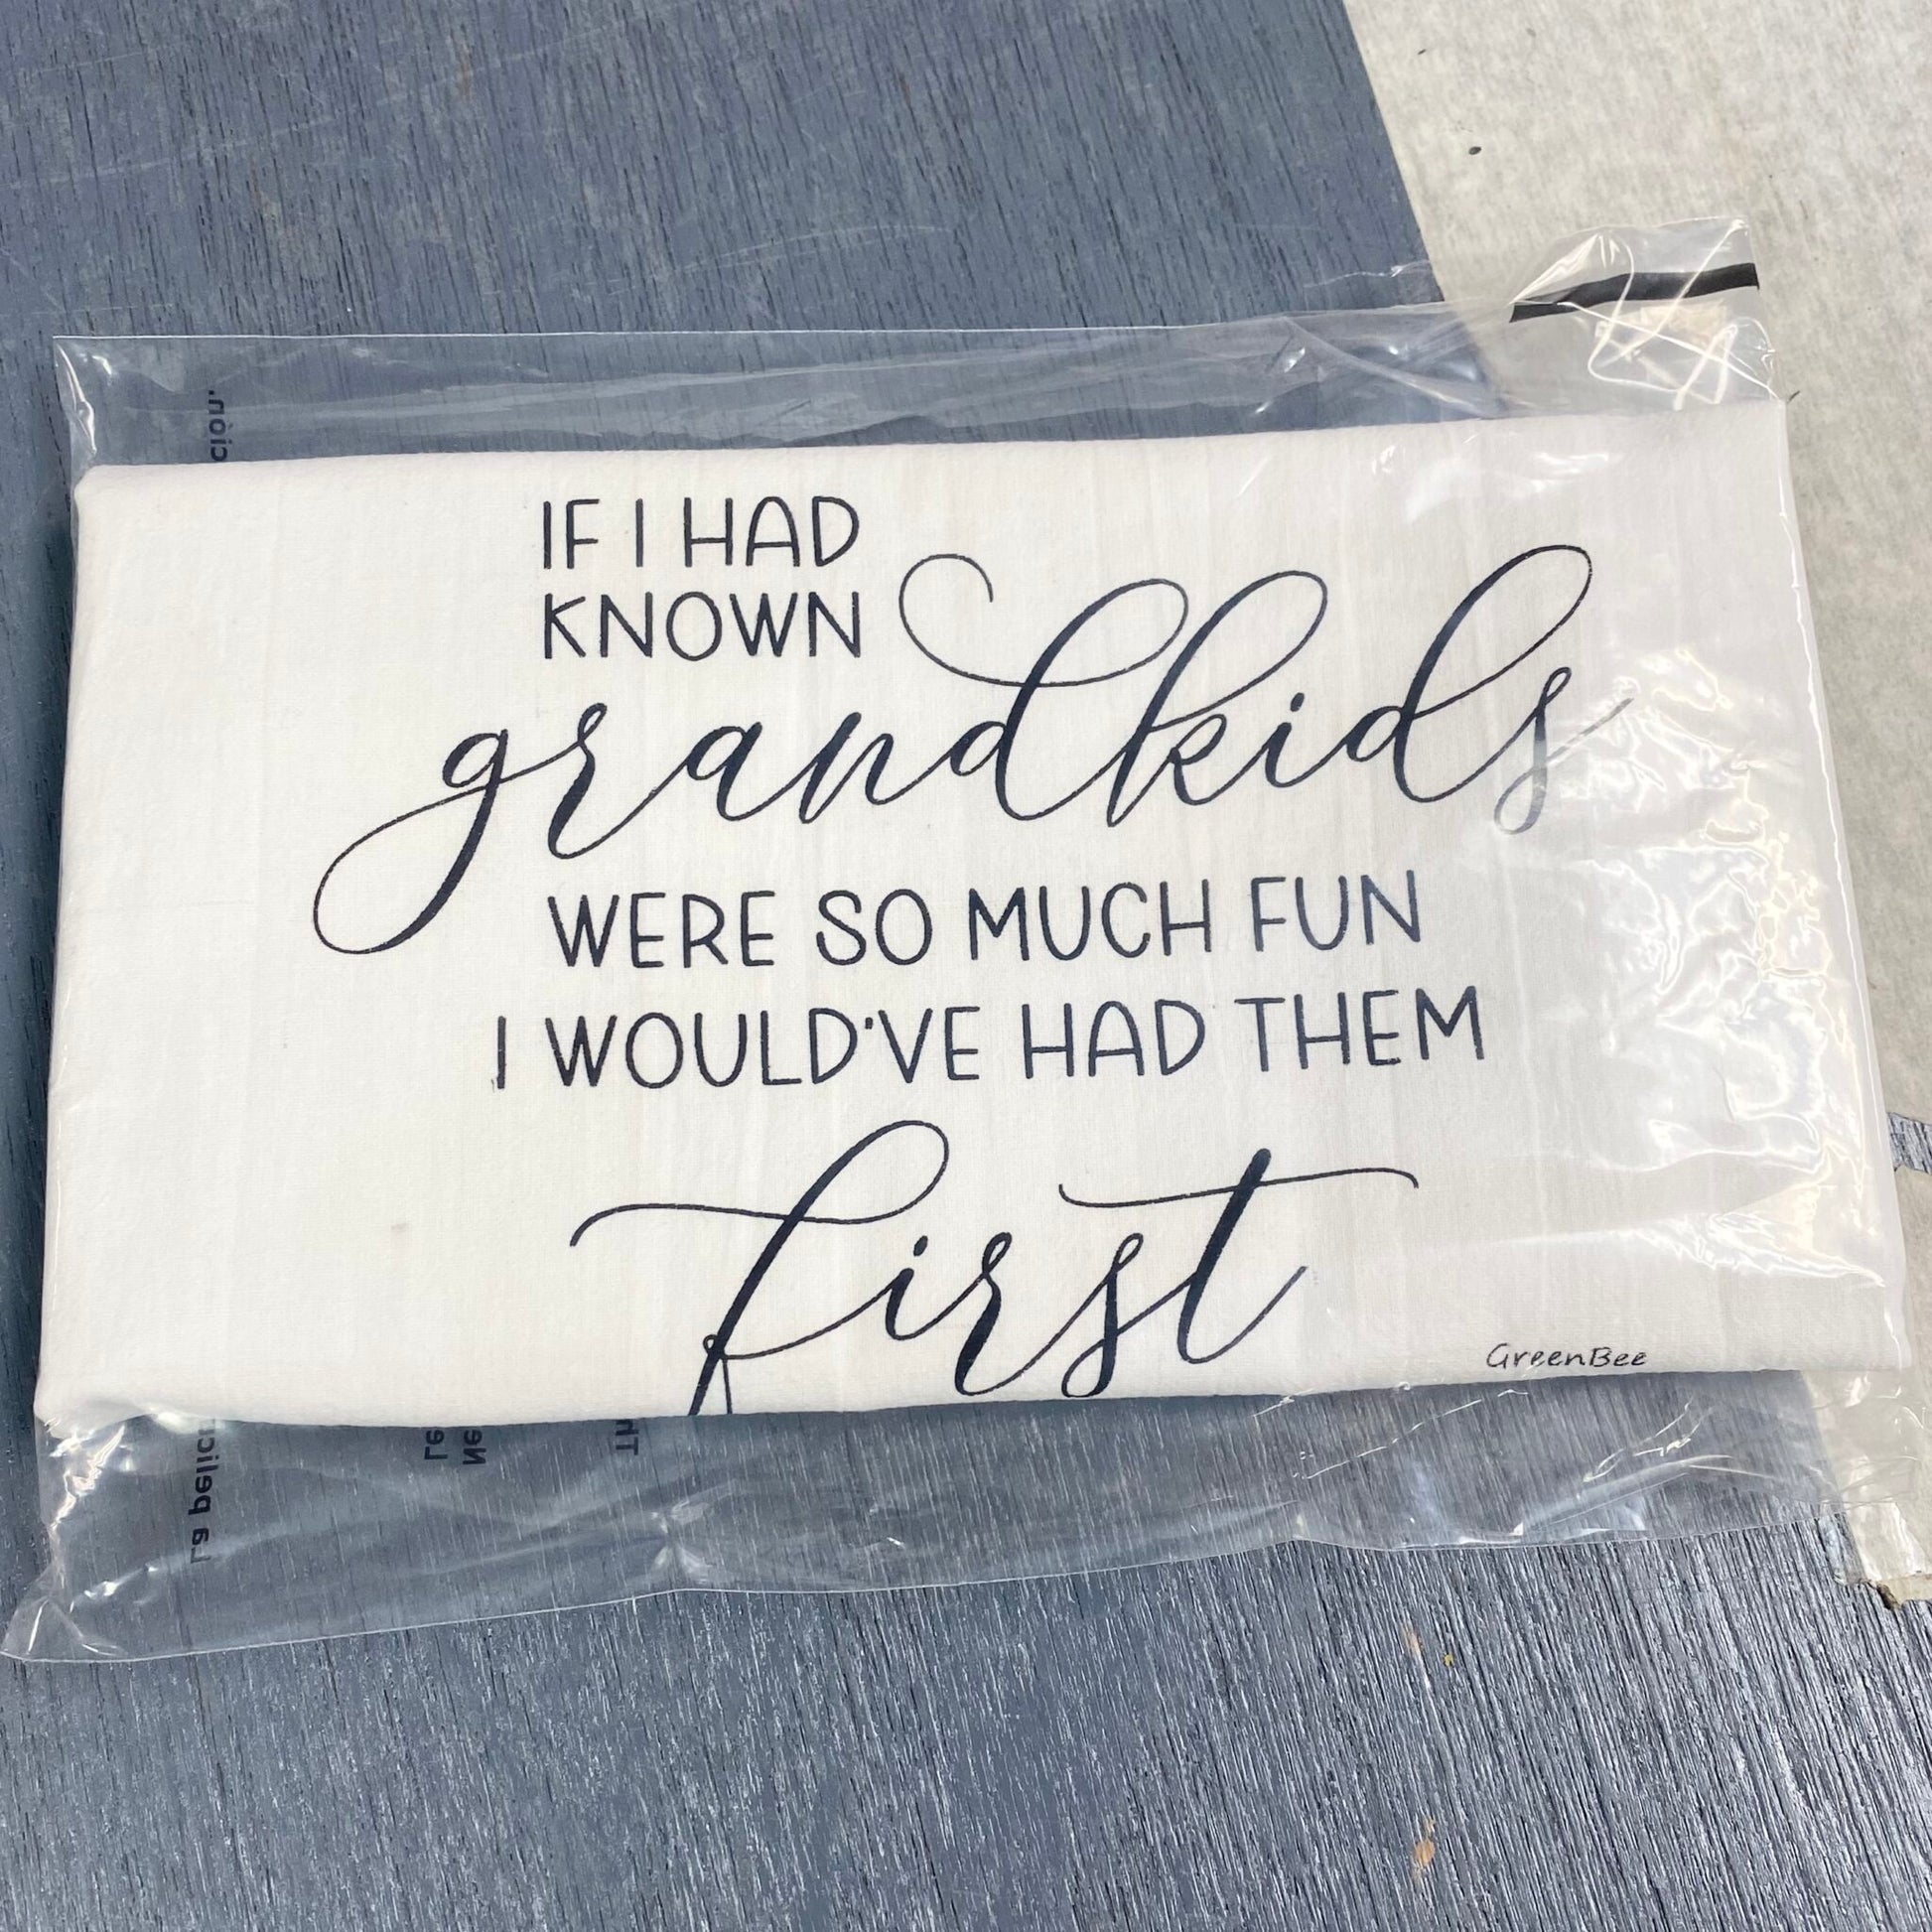 IF I HAD
KNOWN
grandkids
WERE SO MUCH FUN
I WOULD'VE HAD THEM
first
GreenBee